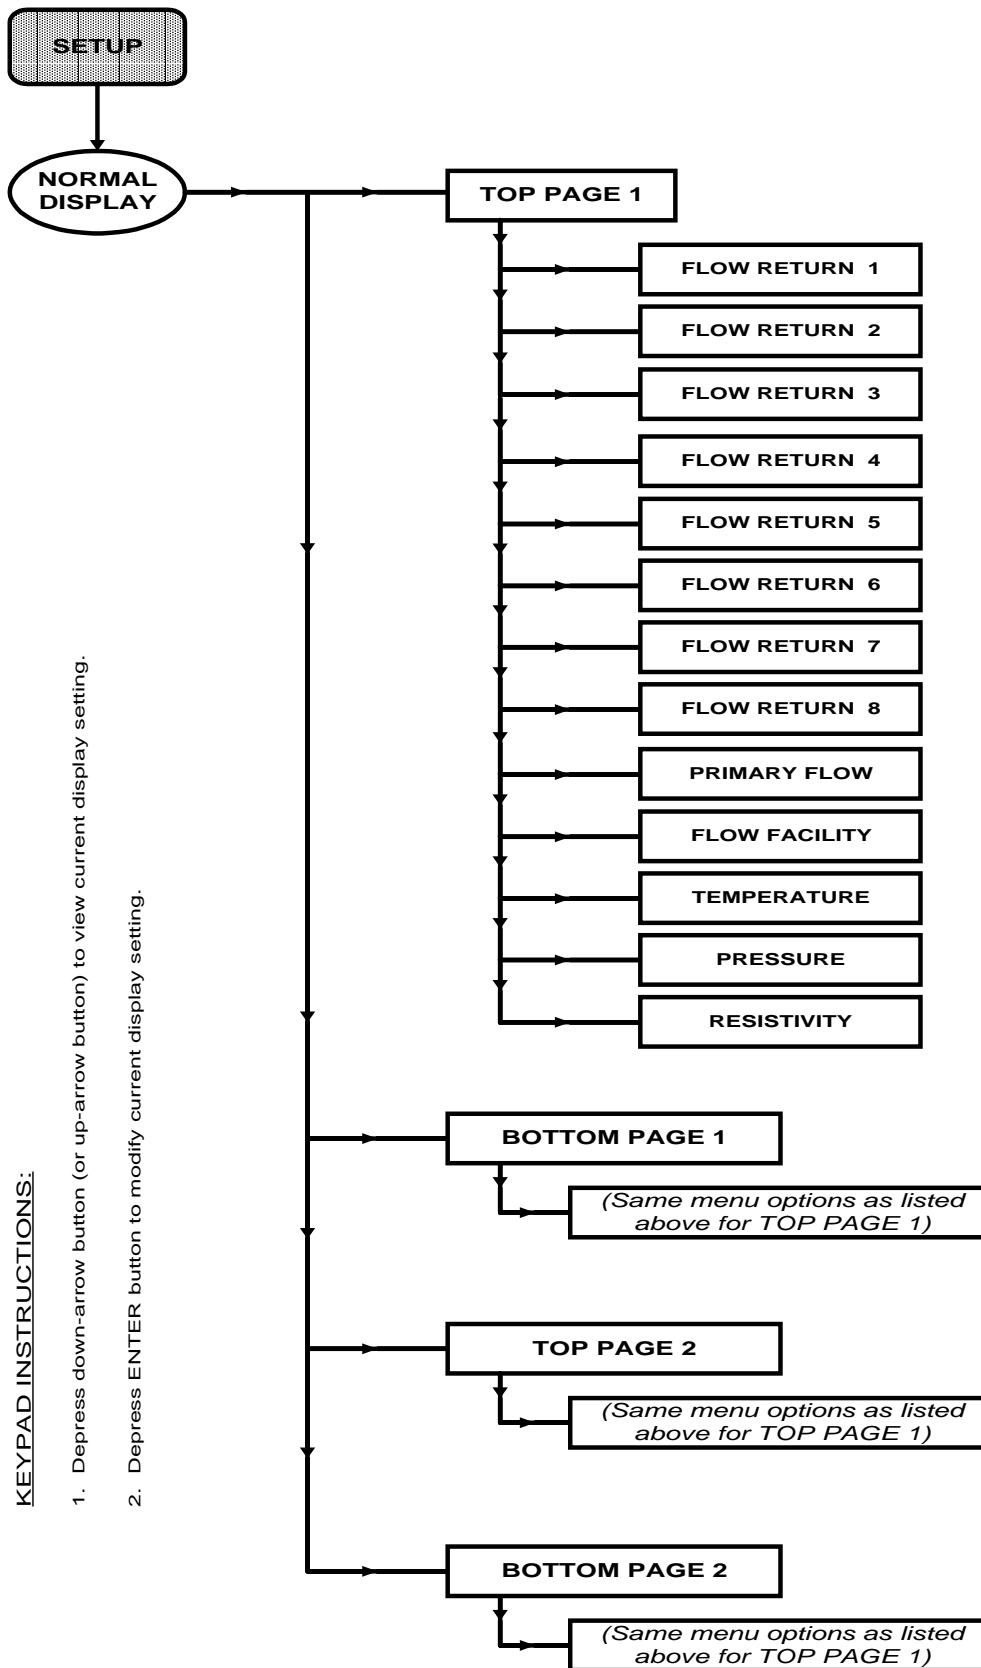 SETUP
NORMAL
DISPLAY
TOP PAGE 1
FLOW RETURN 1
FLOW RETURN 2
FLOW RETURN 3
FLOW RETURN 4
FLOW RETURN 5
FLOW RETURN 6
FLOW RETURN 7
FLOW RETURN 8
PRIMARY FLOW
FLOW FACILITY
TEMPERATURE
PRESSURE
RESISTIVITY
BOTTOM PAGE 1
(Same menu options as listed
above for TOP PAGE 1)
TOP PAGE 2
(Same menu options as listed
above for TOP PAGE 1)
BOTTOM PAGE 2
(Same menu options as listed
above for TOP PAGE 1)
KEYPAD INSTRUCTIONS:
1. Depress down-arrow button (or up-arrow button) to view current display setting.
2. Depress ENTER button to modify current display setting.